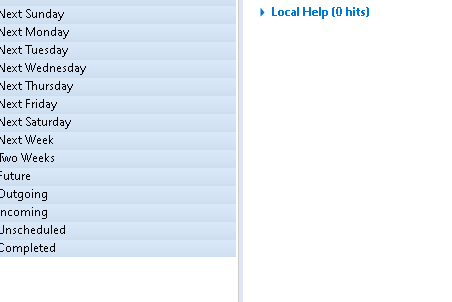 Next Sunday
Next Monday
Next Tuesday
Next Wednesday
Next Thursday
Next Friday
Next Saturday
Next Week
Two Weeks
Future
Outgoing
Incoming
Unscheduled
Completed
Local Help (0 hits)